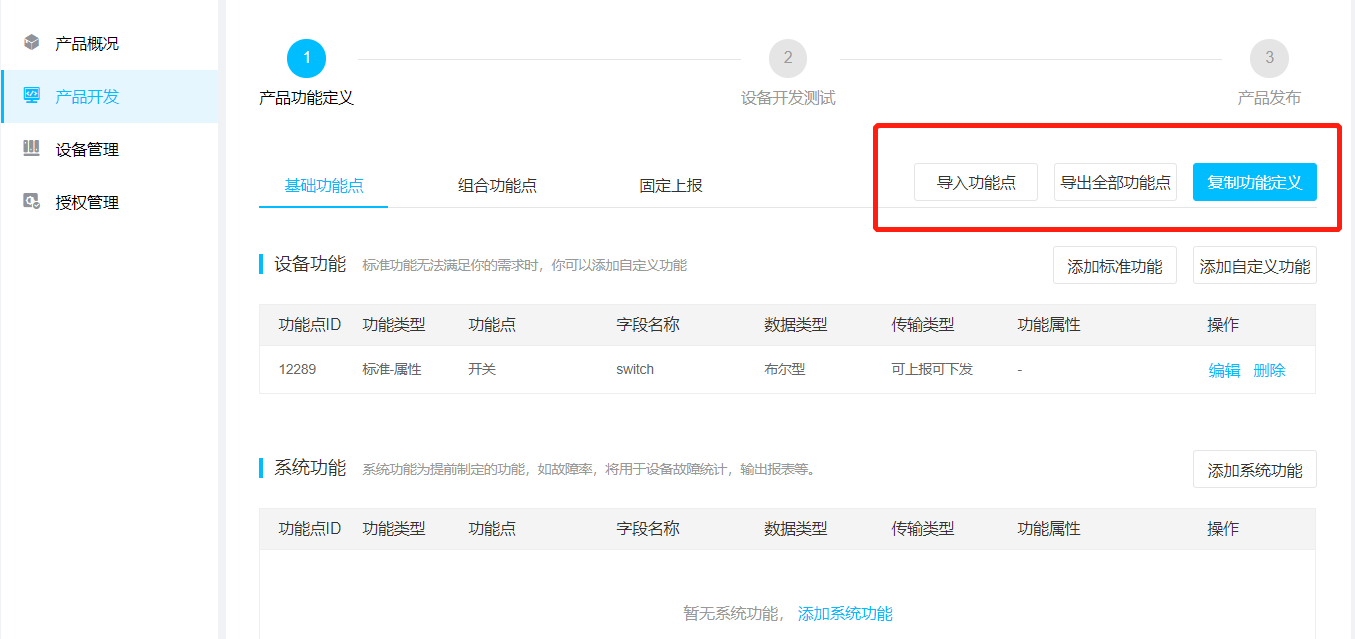 产品概况
产品开发
设备管理
授权管理
1 2 3
产品功能定义 设备开发测试 产品发布
基础功能点 组合功能点 固定上报 导入功能点 导出全部功能点 复制功能定义
设备功能 标准功能无法满足你的需求时，你可以添加自定义功能 添加标准功能 添加自定义功能
功能点ID 功能类型 功能点 字段名称 数据类型 传输类型 功能属性 操作
12289 标准-属性 开关 switch 布尔型 可上报可下发 - 编辑 删除
系统功能 系统功能为提前制定的功能，如故障率，将用于设备故障统计，输出报表等。 添加系统功能
功能点ID 功能类型 功能点 字段名称 数据类型 传输类型 功能属性 操作
暂无系统功能， 添加系统功能